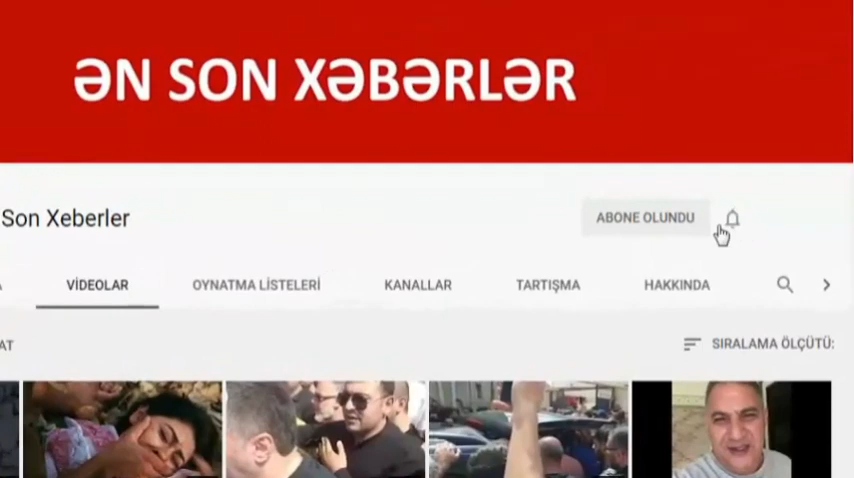 ƏN SON XƏBƏRLƏR
Son Xeberler
ABONE OLUNDU
VİDEOLAR
OYNATMA LİSTELERİ
KANALLAR
TARTIŞMA
HAKKINDA
SIRALAMA ÖLÇÜTÜ: